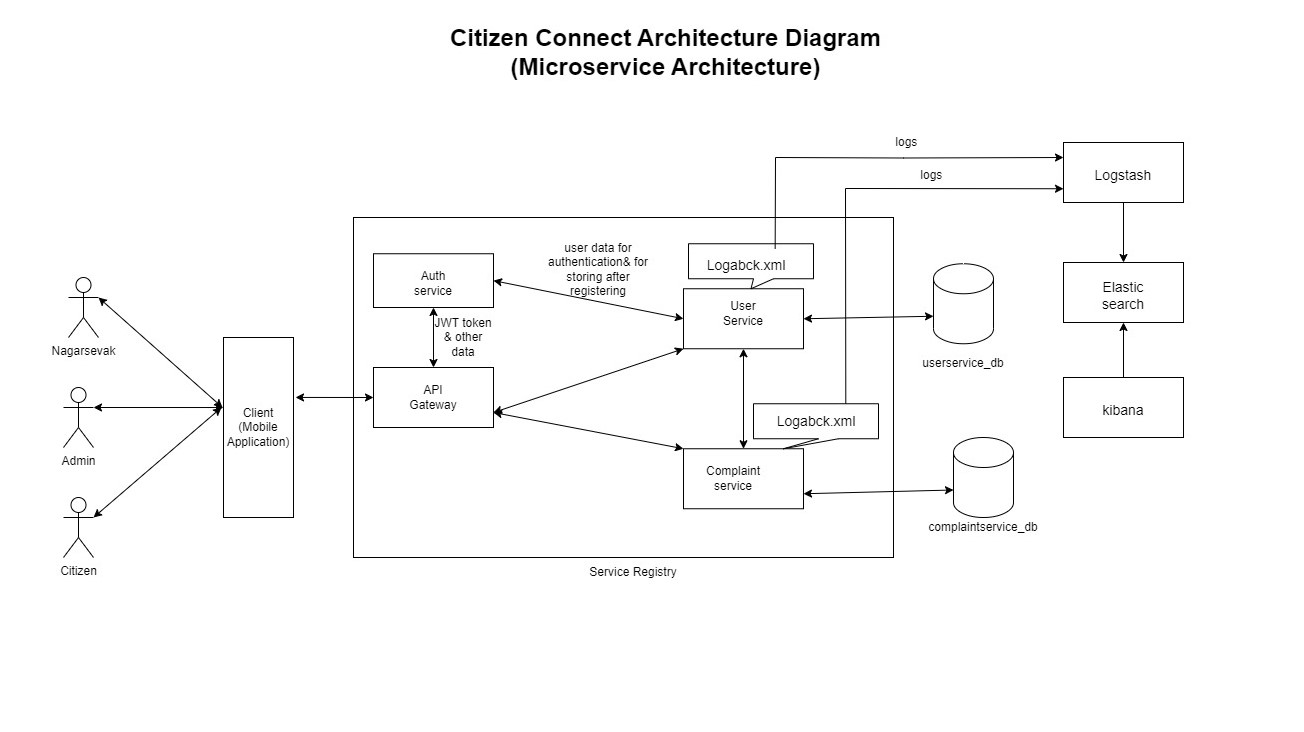 Citizen Connect Architecture Diagram
(Microservice Architecture)
logs
logs
Logstash
user data for
authentication& for
storing after
registering
Logabck.xml
Auth
service
User
Service
Elastic
search
JWT token
& other
data
Nagarsevak
userservice_db
API
Gateway
kibana
Client
(Mobile
Application)
Logabck.xml
Admin
Complaint
service
complaintservice_db
Citizen
Service Registry